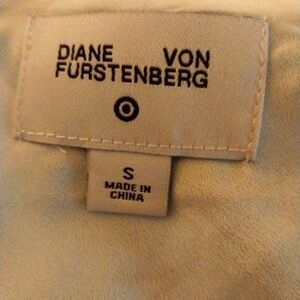 DIANE VON
FURSTENBERG
S
MADE IN
CHINA